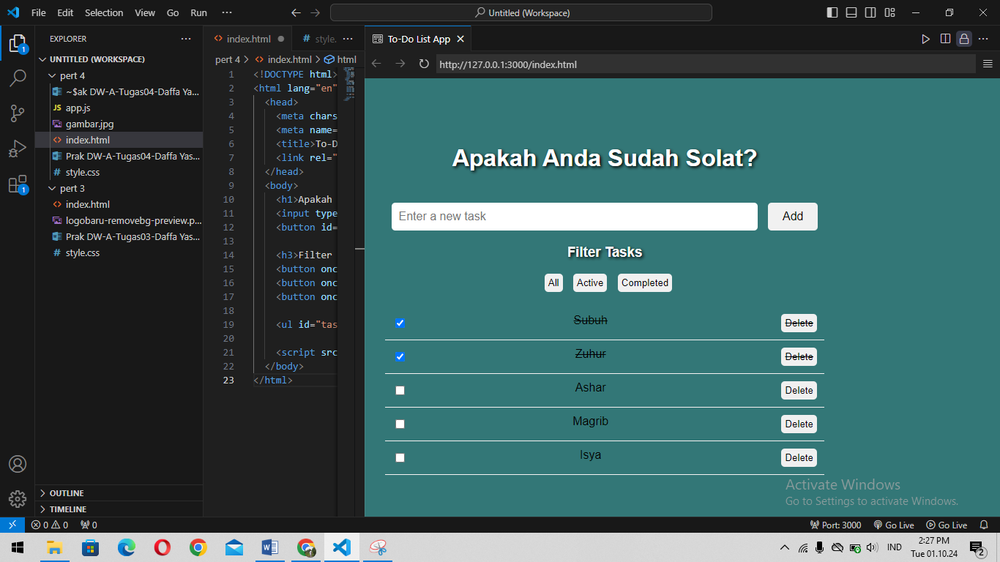 File Edit Selection View Go Run ··· Untitled (Workspace)
EXPLORER ···
UNTITLED (WORKSPACE)
pert 4
~$ak DW-A-Tugas04-Daffa Ya...
JS app.js
gambar.jpg
<> index.html
Prak DW-A-Tugas04-Daffa Yas...
# style.css
pert 3
<> index.html
logobaru-removebg-preview.p...
Prak DW-A-Tugas03-Daffa Yas...
# style.css
OUTLINE
TIMELINE
1
1
<> index.html # style. ···
pert 4 > <> index.html > html
1 <!DOCTYPE html>
2 <html lang="en"
3 <head>
4 <meta chars
5 <meta name=
6 <title>To-D
7 <link rel="
8 </head>
9 <body>
10 <h1>Apakah
11 <input type
12 <button id=
13
14 <h3>Filter
15 <button onc
16 <button onc
17 <button onc
18
19 <ul id="tas
20
21 <script src
22 </body>
23 </html>
To-Do List App
http://127.0.0.1:3000/index.html
Apakah Anda Sudah Solat?
Enter a new task Add
Filter Tasks
All Active Completed
Subuh Delete
Zuhur Delete
Ashar Delete
Magrib Delete
Isya Delete
Activate Windows
Go to Settings to activate Windows.
0 0 0 Port: 3000 Go Live Go Live
IND 2:27 PM
Tue 01.10.24
2